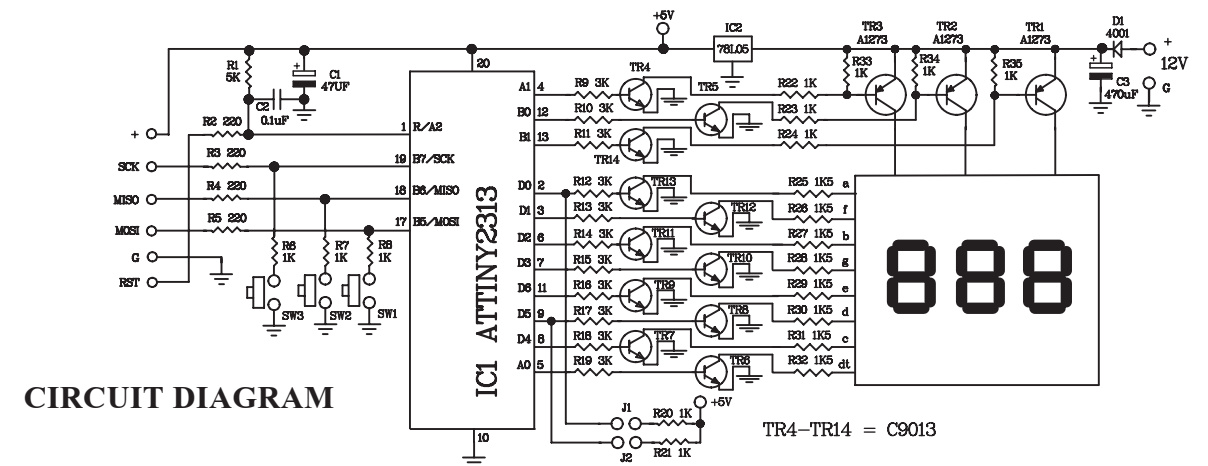 +5V
IC2
78L05
TR3
A1273
TR2
A1273
TR1
A1273
D1
4001
+
12V
G
+
C3
470uF
R33
1K
R34
1K
R35
1K
R1
5K
+
C1
47UF
C2
0.1uF
20
+
R2 220
1
R/A2
SCK
R3 220
19
B7/SCK
MISO
R4 220
18
B6/MISO
MOSI
R5 220
17
B5/MOSI
G
RST
R6
1K
R7
1K
R8
1K
SW3
SW2
SW1
IC1 ATTINY2313
10
A1 4
R9 3K
TR4
R22 1K
B0 12
R10 3K
TR5
R23 1K
B1 13
R11 3K
TR14
R24 1K
D0 2
R12 3K
TR13
R25 1K5
a
D1 3
R13 3K
TR12
R26 1K5
f
D2 6
R14 3K
TR11
R27 1K5
b
D3 7
R15 3K
TR10
R28 1K5
g
D6 11
R16 3K
TR9
R29 1K5
e
D5 9
R17 3K
TR8
R30 1K5
d
D4 8
R18 3K
TR7
R31 1K5
c
A0 5
R19 3K
TR6
R32 1K5
dt
888
+5V
J1
R20 1K
J2
R21 1K
TR4-TR14 = C9013
CIRCUIT DIAGRAM